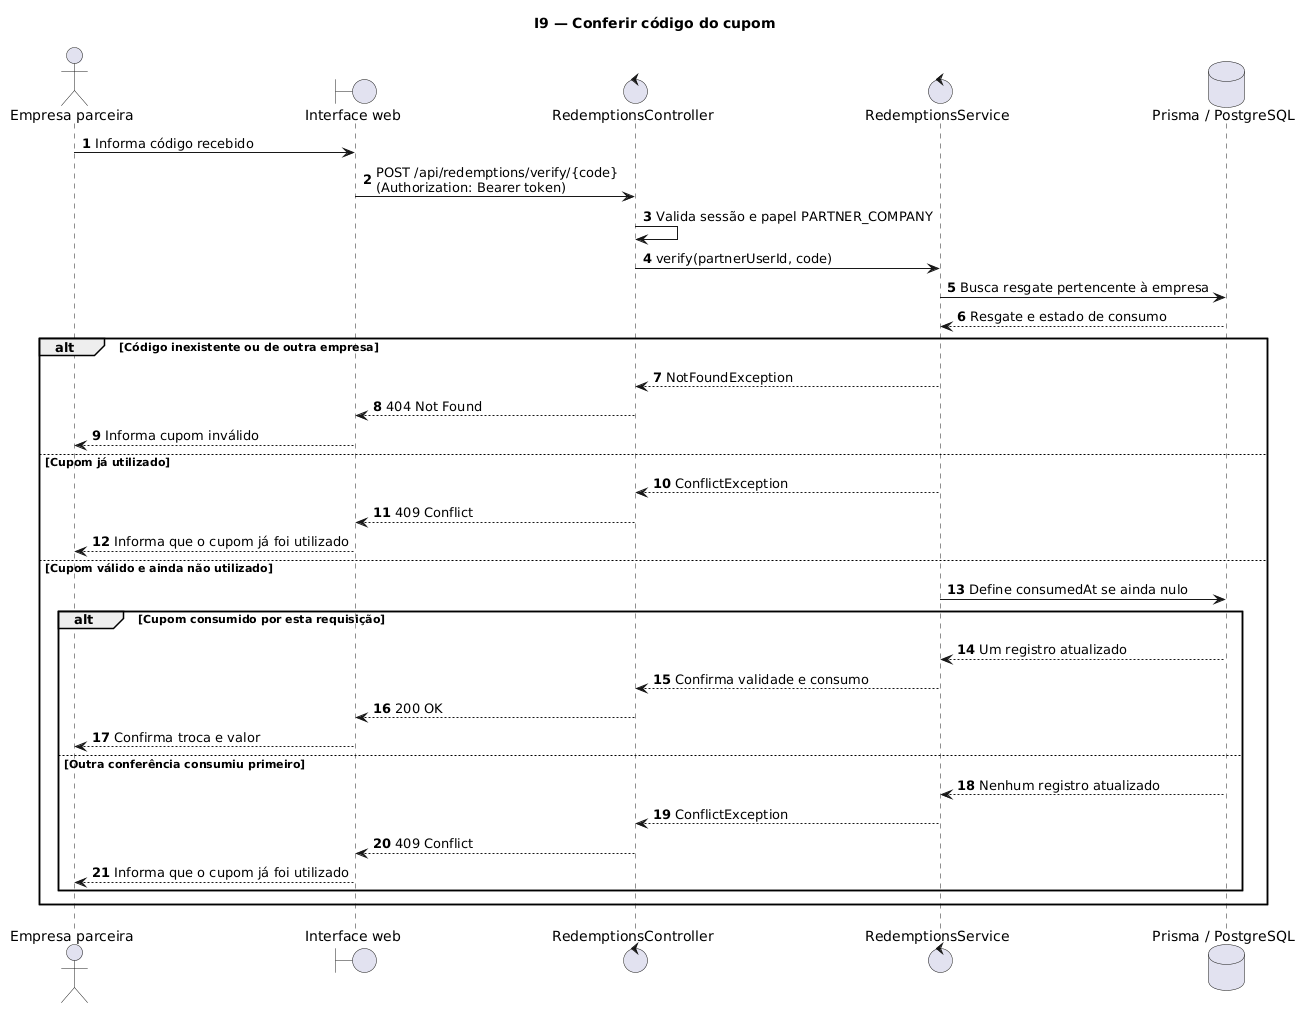 I9 — Conferir código do cupom
Empresa parceira
Interface web
RedemptionsController
RedemptionsService
Prisma / PostgreSQL
1 Informa código recebido
2 POST /api/redemptions/verify/{code}
(Authorization: Bearer token)
3 Valida sessão e papel PARTNER_COMPANY
4 verify(partnerUserId, code)
5 Busca resgate pertencente à empresa
6 Resgate e estado de consumo
alt [Código inexistente ou de outra empresa]
7 NotFoundException
8 404 Not Found
9 Informa cupom inválido
[Cupom já utilizado]
10 ConflictException
11 409 Conflict
12 Informa que o cupom já foi utilizado
[Cupom válido e ainda não utilizado]
13 Define consumedAt se ainda nulo
alt [Cupom consumido por esta requisição]
14 Um registro atualizado
15 Confirma validade e consumo
16 200 OK
17 Confirma troca e valor
[Outra conferência consumiu primeiro]
18 Nenhum registro atualizado
19 ConflictException
20 409 Conflict
21 Informa que o cupom já foi utilizado
Empresa parceira
Interface web
RedemptionsController
RedemptionsService
Prisma / PostgreSQL